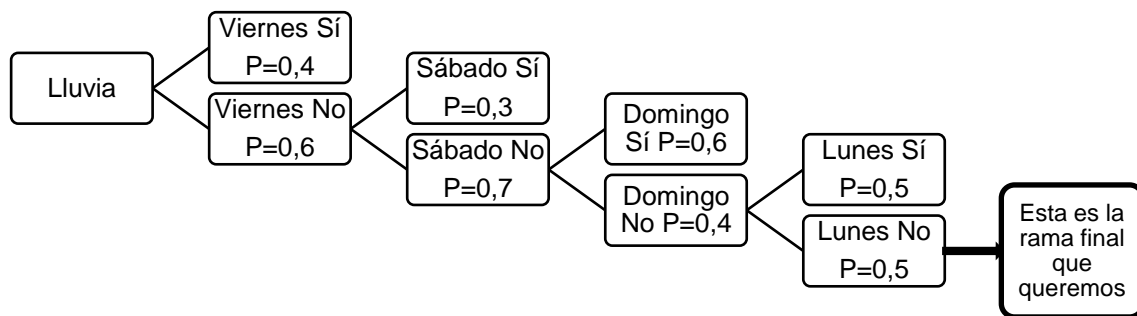 Lluvia
Viernes Sí
P=0,4
Viernes No
P=0,6
Sábado Sí
P=0,3
Sábado No
P=0,7
Domingo
Sí P=0,6
Domingo
No P=0,4
Lunes Sí
P=0,5
Lunes No
P=0,5
Esta es la
rama final
que
queremos